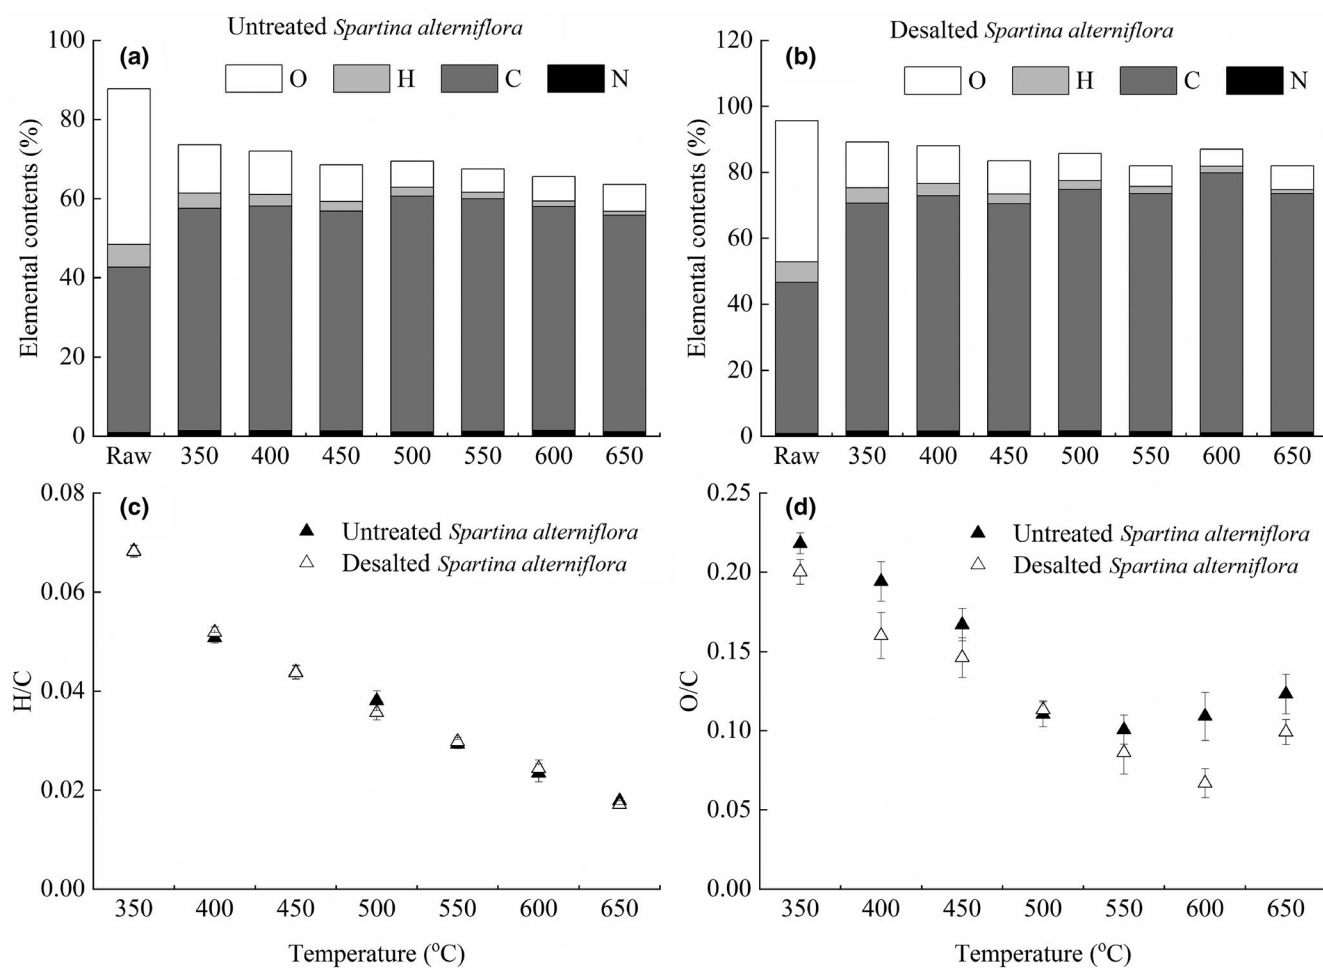 Untreated Spartina alterniflora
(a)
O H C N
Elemental contents (%)
100
80
60
40
20
0
Raw 350 400 450 500 550 600 650
Desalted Spartina alterniflora
(b)
O H C N
Elemental contents (%)
120
100
80
60
40
20
0
Raw 350 400 450 500 550 600 650
(c)
Untreated Spartina alterniflora
Desalted Spartina alterniflora
H/C
0.08
0.06
0.04
0.02
0.00
350 400 450 500 550 600 650
Temperature (°C)
(d)
Untreated Spartina alterniflora
Desalted Spartina alterniflora
O/C
0.25
0.20
0.15
0.10
0.05
0.00
350 400 450 500 550 600 650
Temperature (°C)